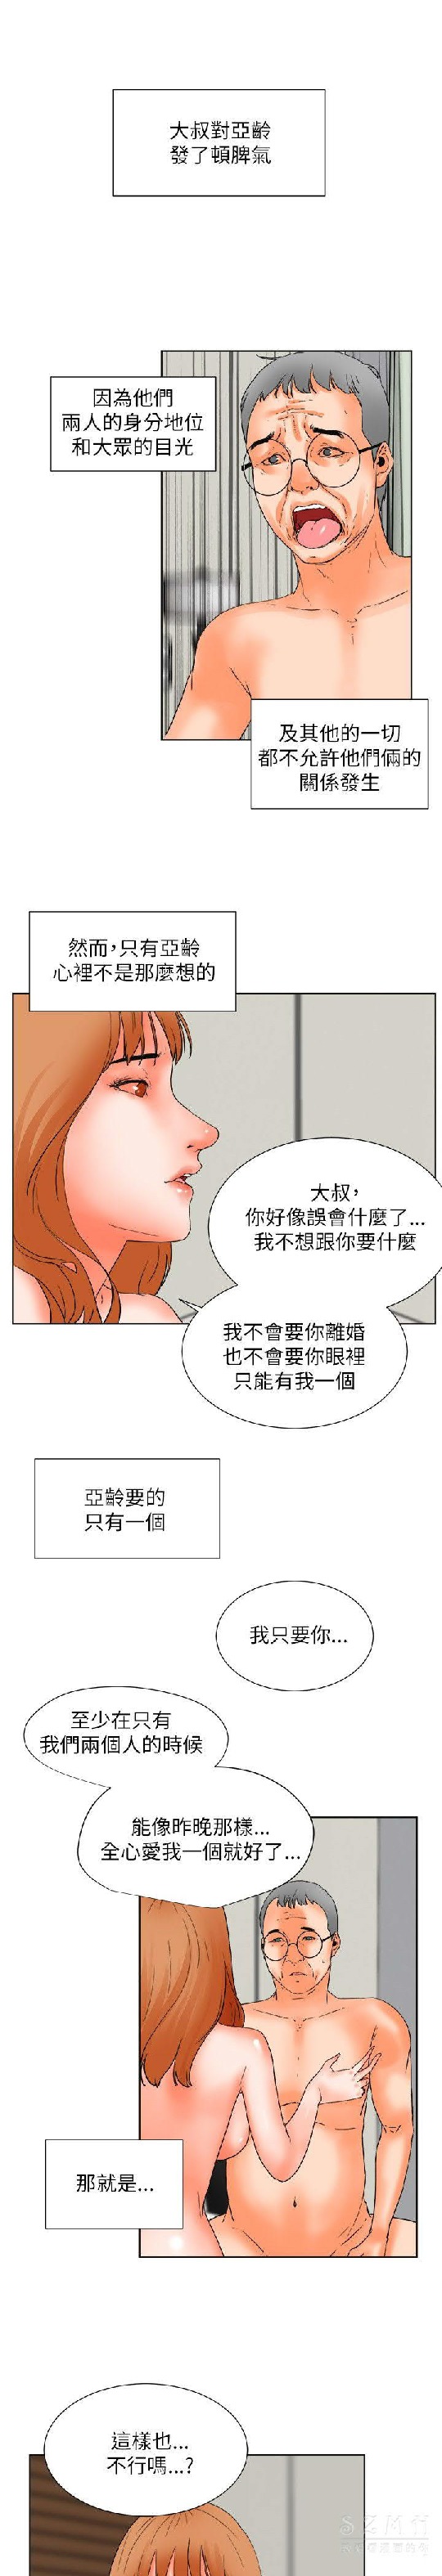 大叔對亞齡
發了頓脾氣
因為他們
兩人的身分地位
和大眾的目光
及其他的一切
都不允許他們倆的
關係發生
然而,只有亞齡
心裡不是那麼想的
大叔,
你好像誤會什麼了...
我不想跟你要什麼
我不會要你離婚
也不會要你眼裡
只能有我一個
亞齡要的
只有一個
我只要你...
至少在只有
我們兩個人的時候
能像昨晚那樣...
全心愛我一個就好了...
那就是...
這樣也...
不行嗎...?